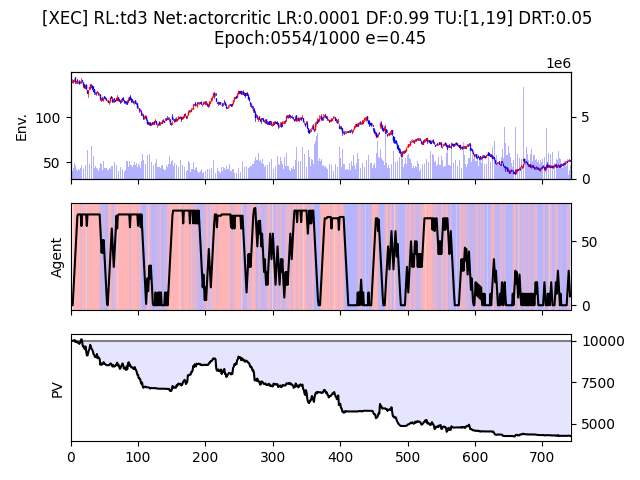 [XEC] RL:td3 Net:actorcritic LR:0.0001 DF:0.99 TU:[1,19] DRT:0.05
Epoch:0554/1000 e=0.45
1e6
Env.
100
50
5
0
Agent
50
0
PV
10000
7500
5000
0 100 200 300 400 500 600 700